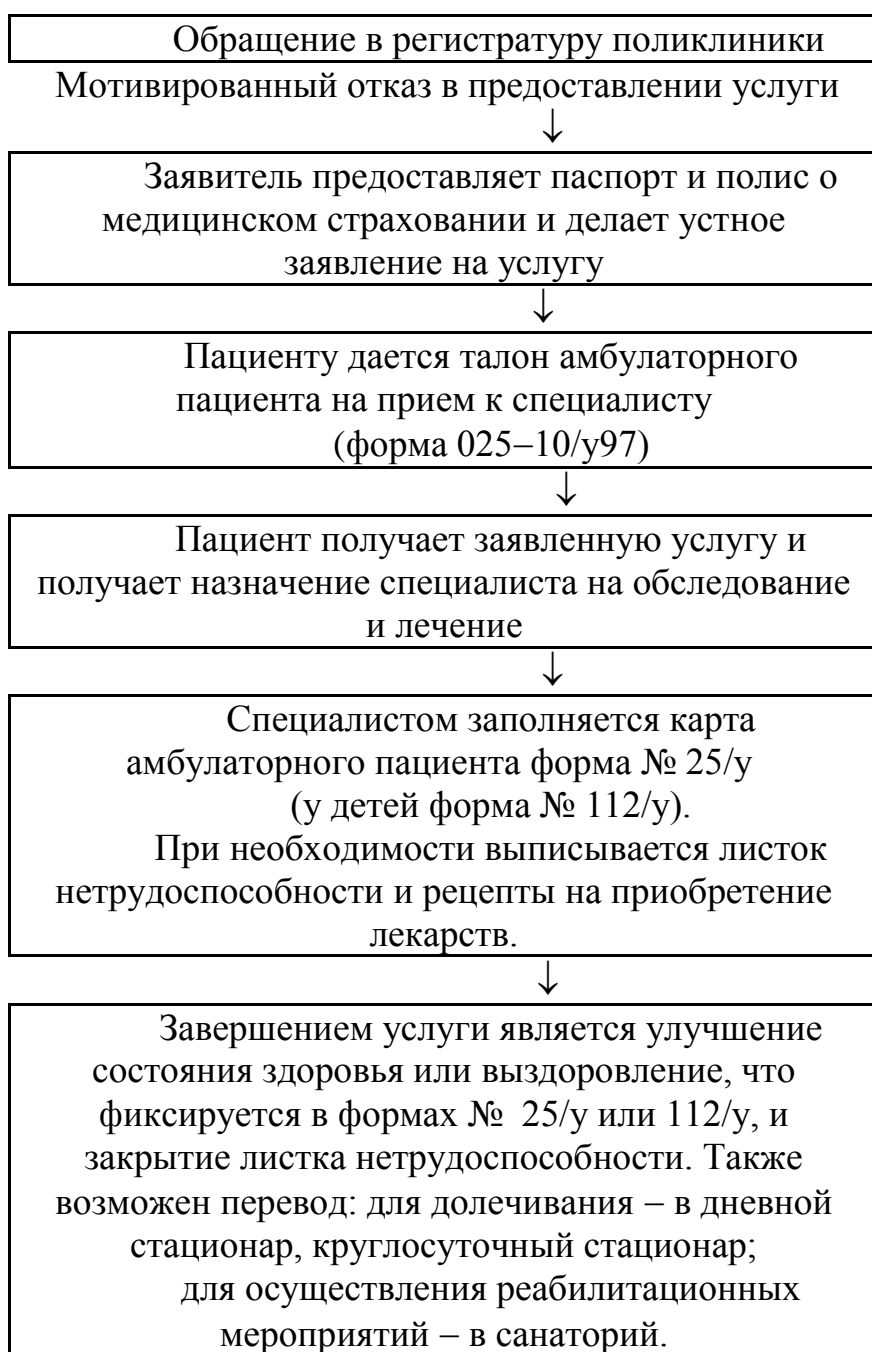 Обращение в регистратуру поликлиники
Мотивированный отказ в предоставлении услуги
↓
Заявитель предоставляет паспорт и полис о
медицинском страховании и делает устное
заявление на услугу
↓
Пациенту дается талон амбулаторного
пациента на прием к специалисту
(форма 025–10/у97)
↓
Пациент получает заявленную услугу и
получает назначение специалиста на обследование
и лечение
↓
Специалистом заполняется карта
амбулаторного пациента форма № 25/у
(у детей форма № 112/у).
При необходимости выписывается листок
нетрудоспособности и рецепты на приобретение
лекарств.
↓
Завершением услуги является улучшение
состояния здоровья или выздоровление, что
фиксируется в формах № 25/у или 112/у, и
закрытие листка нетрудоспособности. Также
возможен перевод: для долечивания – в дневной
стационар, круглосуточный стационар;
для осуществления реабилитационных
мероприятий – в санаторий.